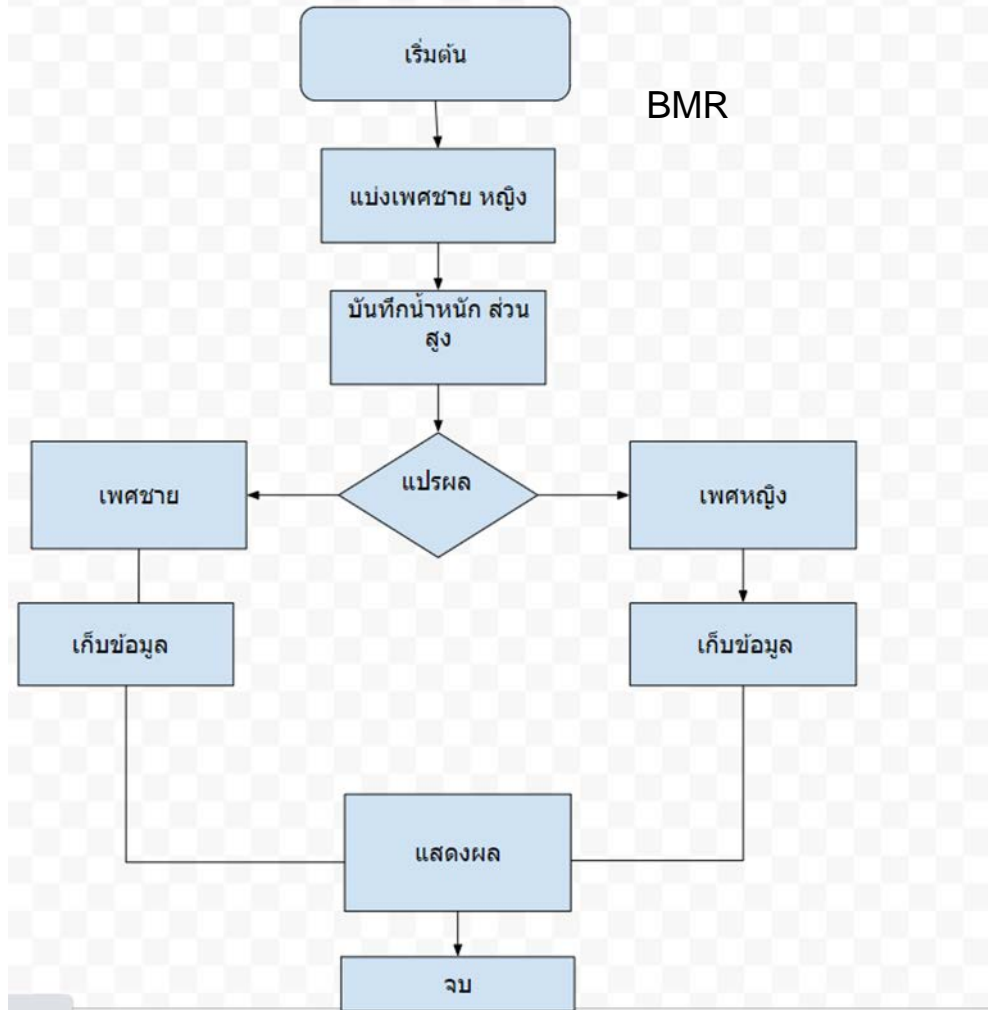 เริ่มต้น
BMR
แบ่งเพศชาย หญิง
บันทึกน้ำหนัก ส่วน
สูง
แปรผล
เพศชาย
เพศหญิง
เก็บข้อมูล
เก็บข้อมูล
แสดงผล
จบ